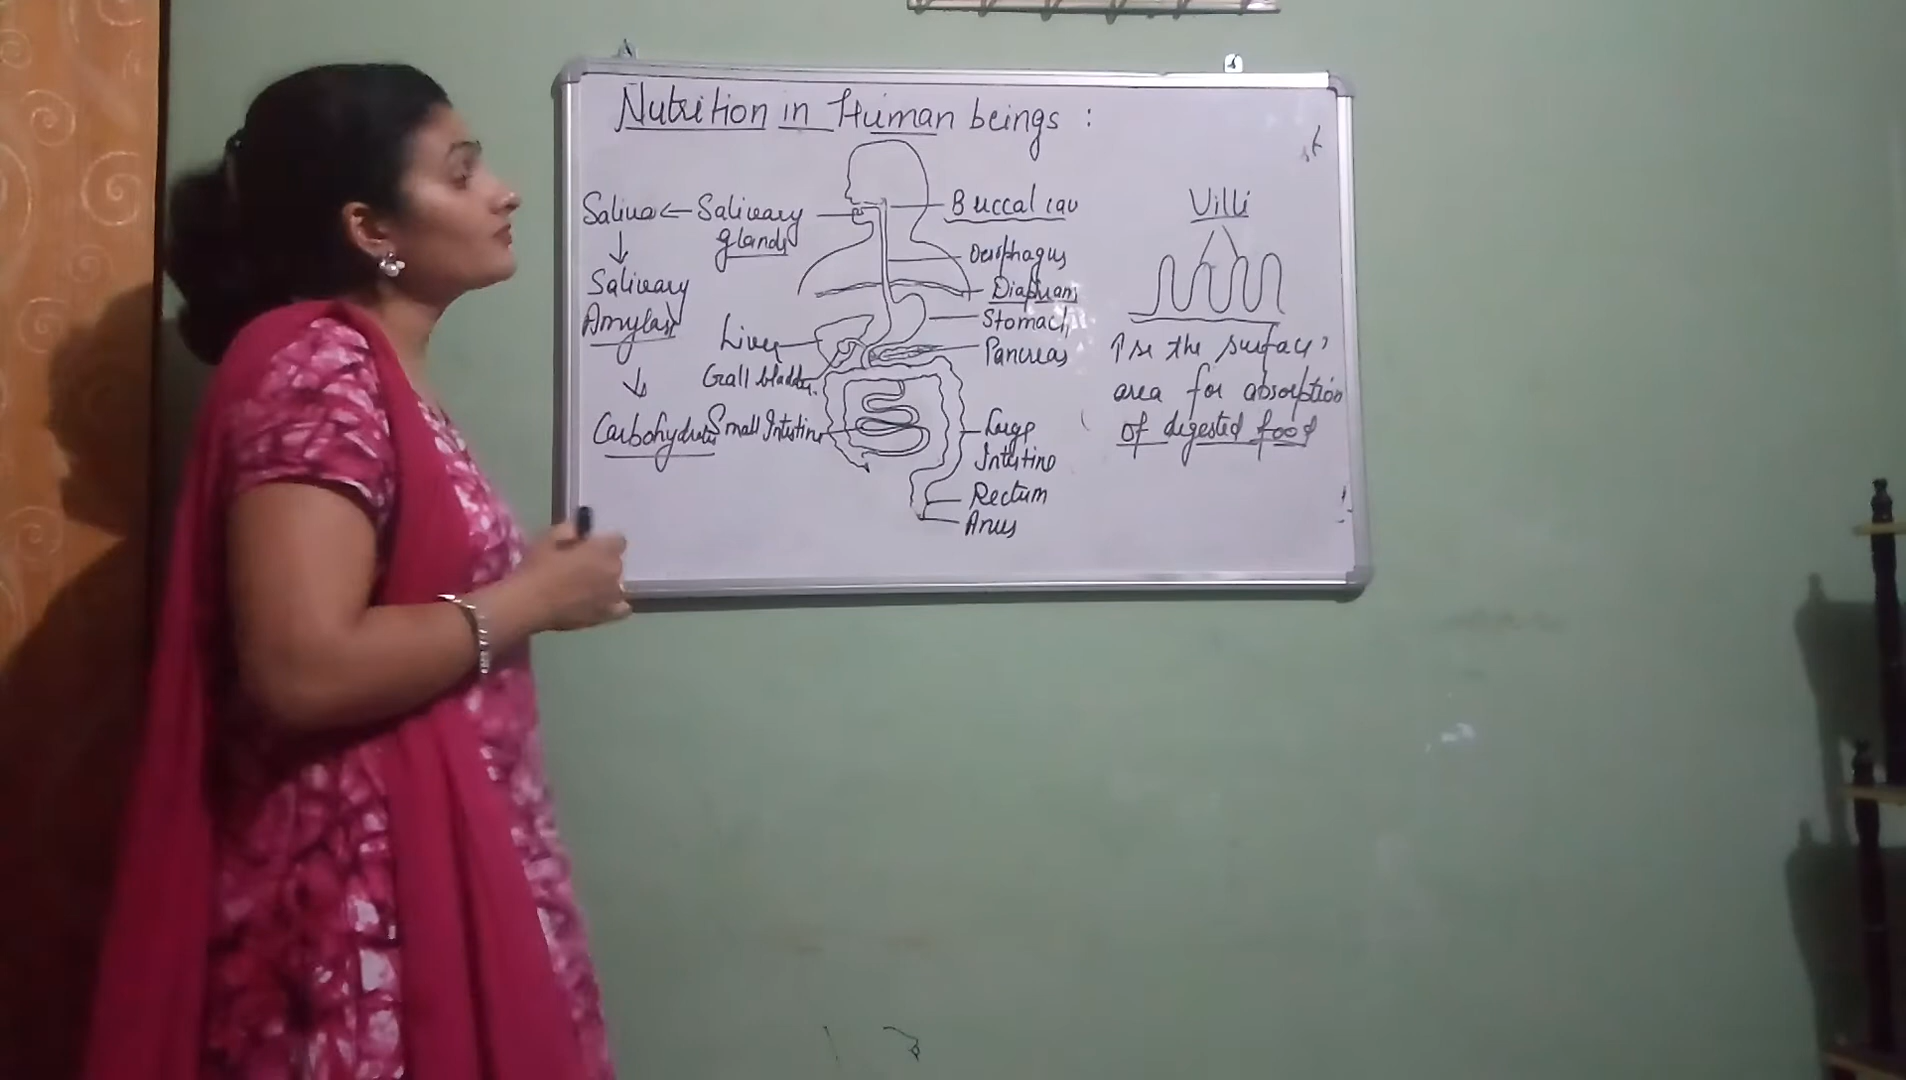 Nutrition in Human beings :
Saliva ← Salivary
glands
↓
Salivary
Amylase
↓
Carbohydrate
Liver
Gall bladder
Small Intestine
Buccal cav
Oesophagus
Stomach
Pancreas
Large
Intestine
Rectum
Anus
Villi
↑se the surface
area for absorption
of digested food